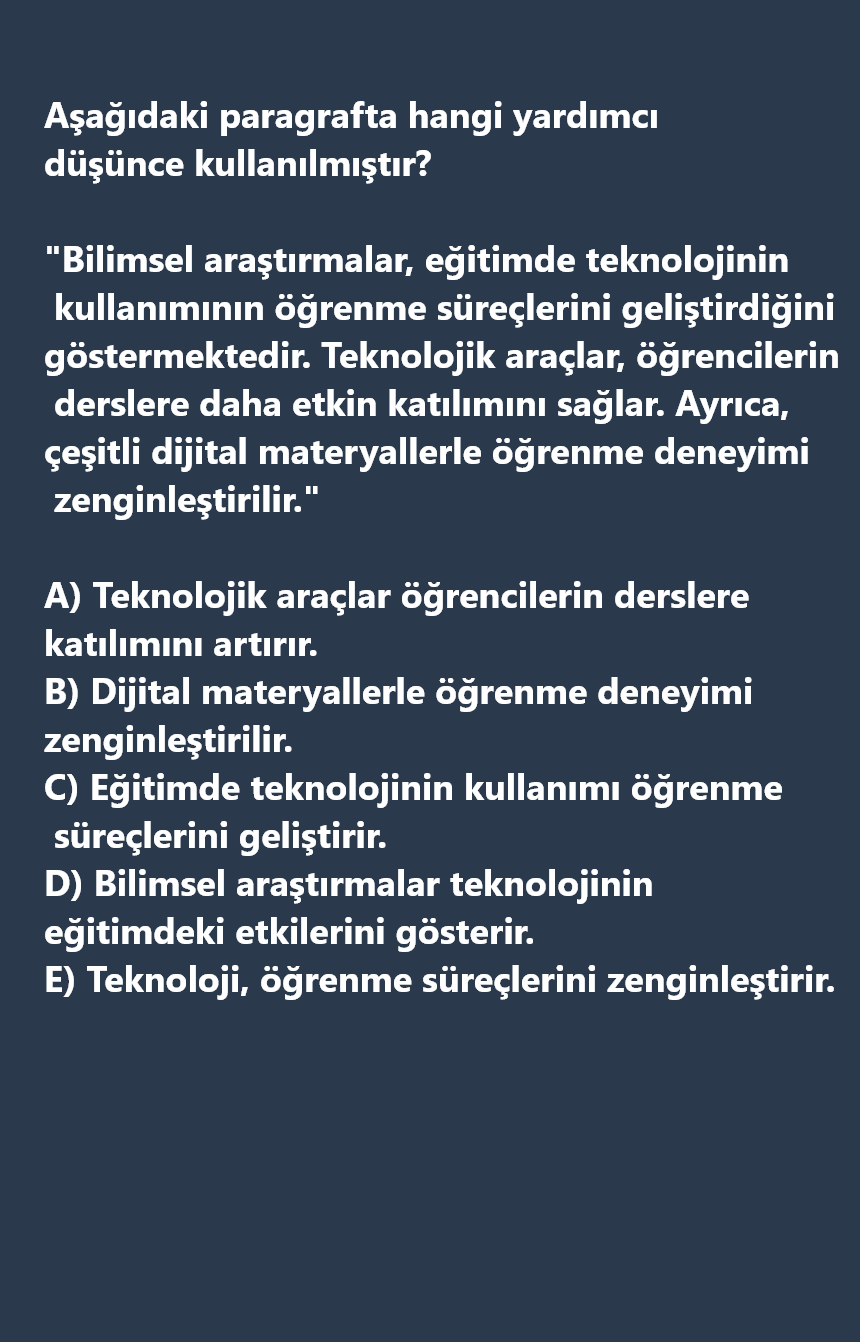 Aşağıdaki paragrafta hangi yardımcı
düşünce kullanılmıştır?
"Bilimsel araştırmalar, eğitimde teknolojinin
kullanımının öğrenme süreçlerini geliştirdiğini
göstermektedir. Teknolojik araçlar, öğrencilerin
derslere daha etkin katılımını sağlar. Ayrıca,
çeşitli dijital materyallerle öğrenme deneyimi
zenginleştirilir."
A) Teknolojik araçlar öğrencilerin derslere
katılımını artırır.
B) Dijital materyallerle öğrenme deneyimi
zenginleştirilir.
C) Eğitimde teknolojinin kullanımı öğrenme
süreçlerini geliştirir.
D) Bilimsel araştırmalar teknolojinin
eğitimdeki etkilerini gösterir.
E) Teknoloji, öğrenme süreçlerini zenginleştirir.